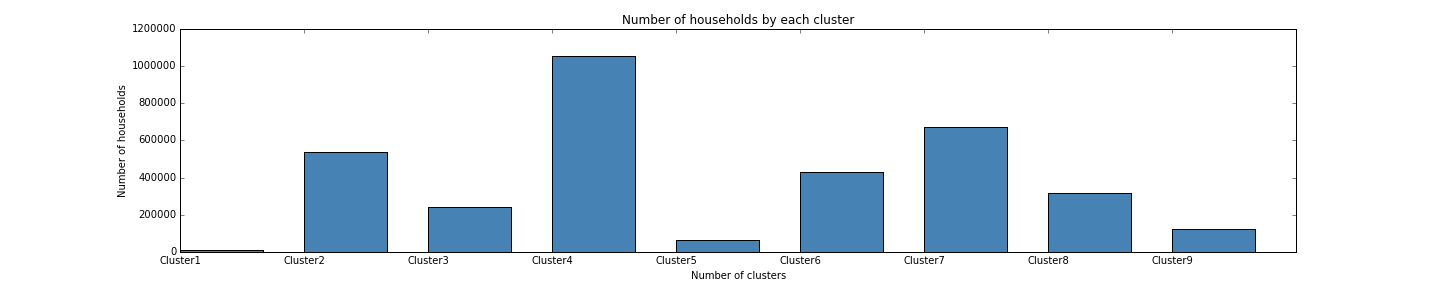 Number of households by each cluster
1200000
1000000
800000
600000
400000
200000
0
Number of households
Cluster1 Cluster2 Cluster3 Cluster4 Cluster5 Cluster6 Cluster7 Cluster8 Cluster9
Number of clusters